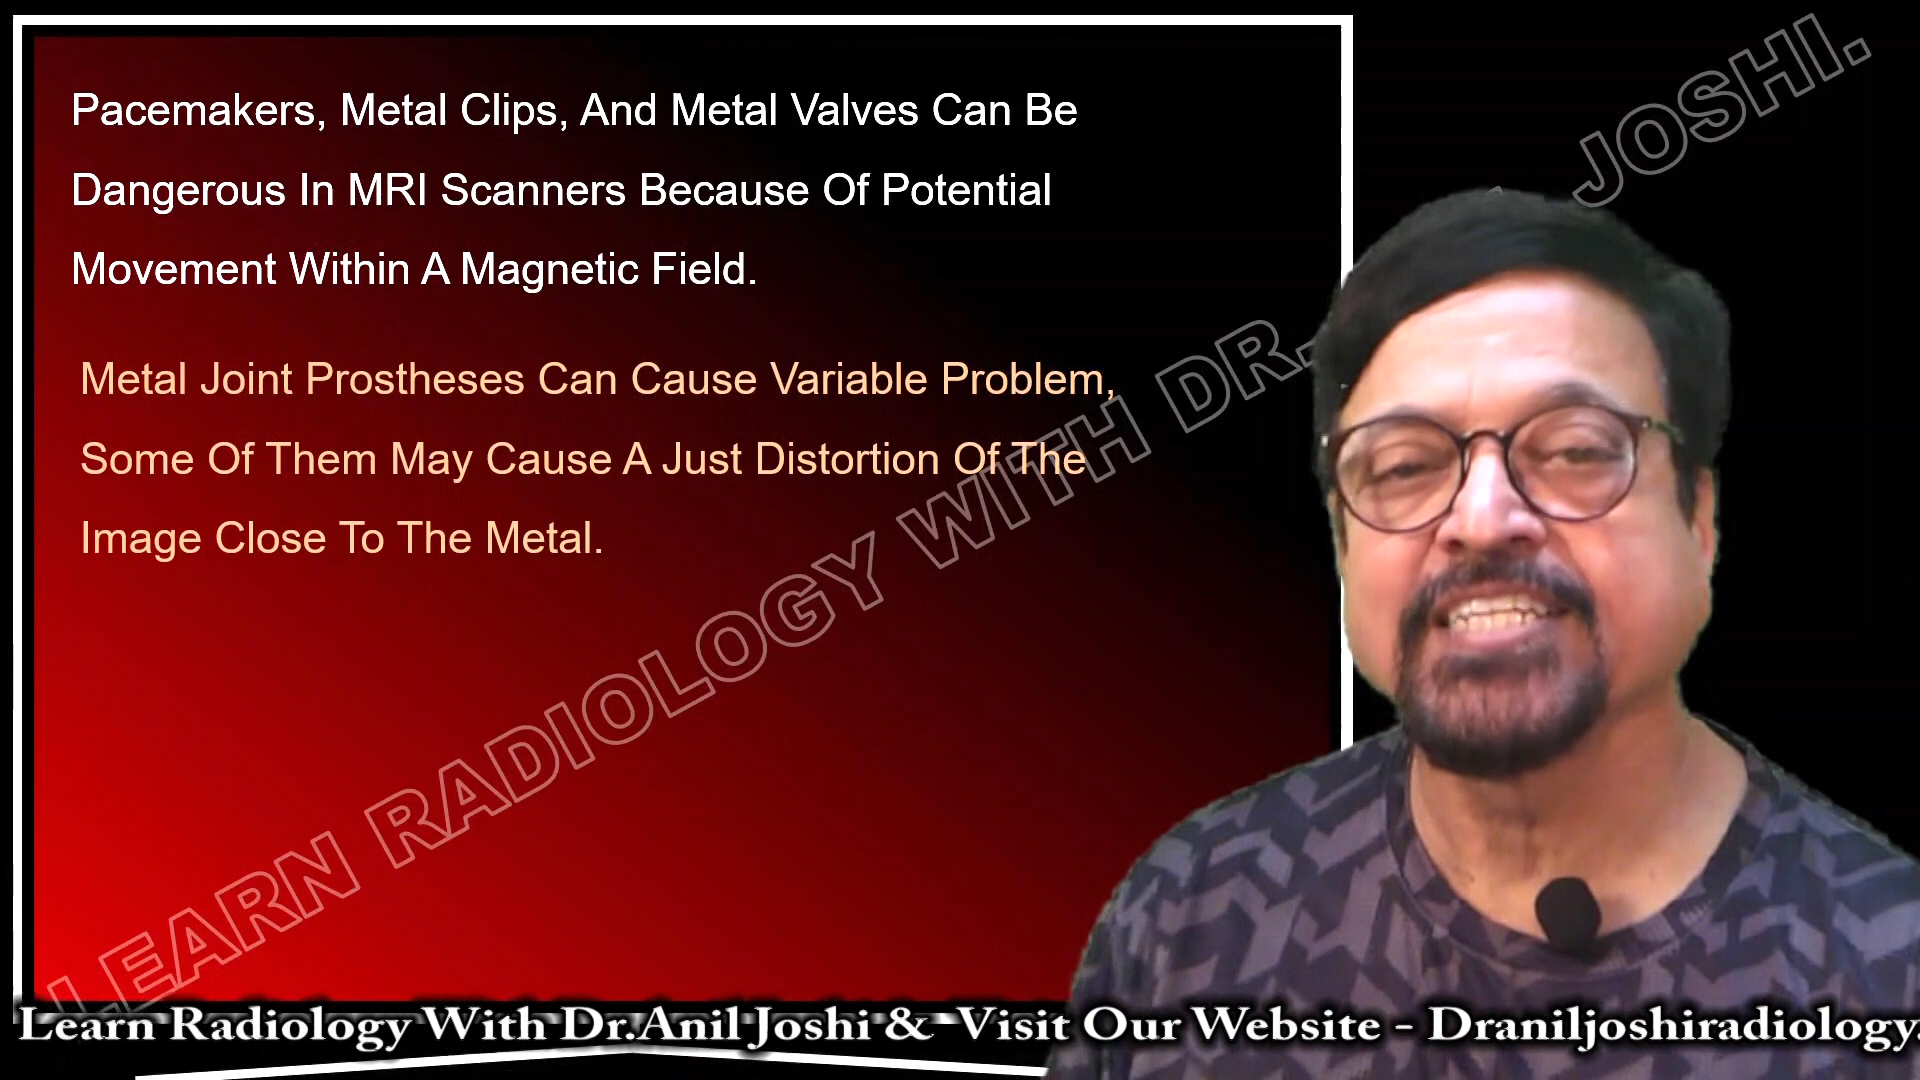 Pacemakers, Metal Clips, And Metal Valves Can Be
Dangerous In MRI Scanners Because Of Potential
Movement Within A Magnetic Field.
Metal Joint Prostheses Can Cause Variable Problem,
Some Of Them May Cause A Just Distortion Of The
Image Close To The Metal.
LEARN RADIOLOGY WITH DR. JOSHI.
Learn Radiology With Dr.Anil Joshi & Visit Our Website - Draniljoshiradiology.